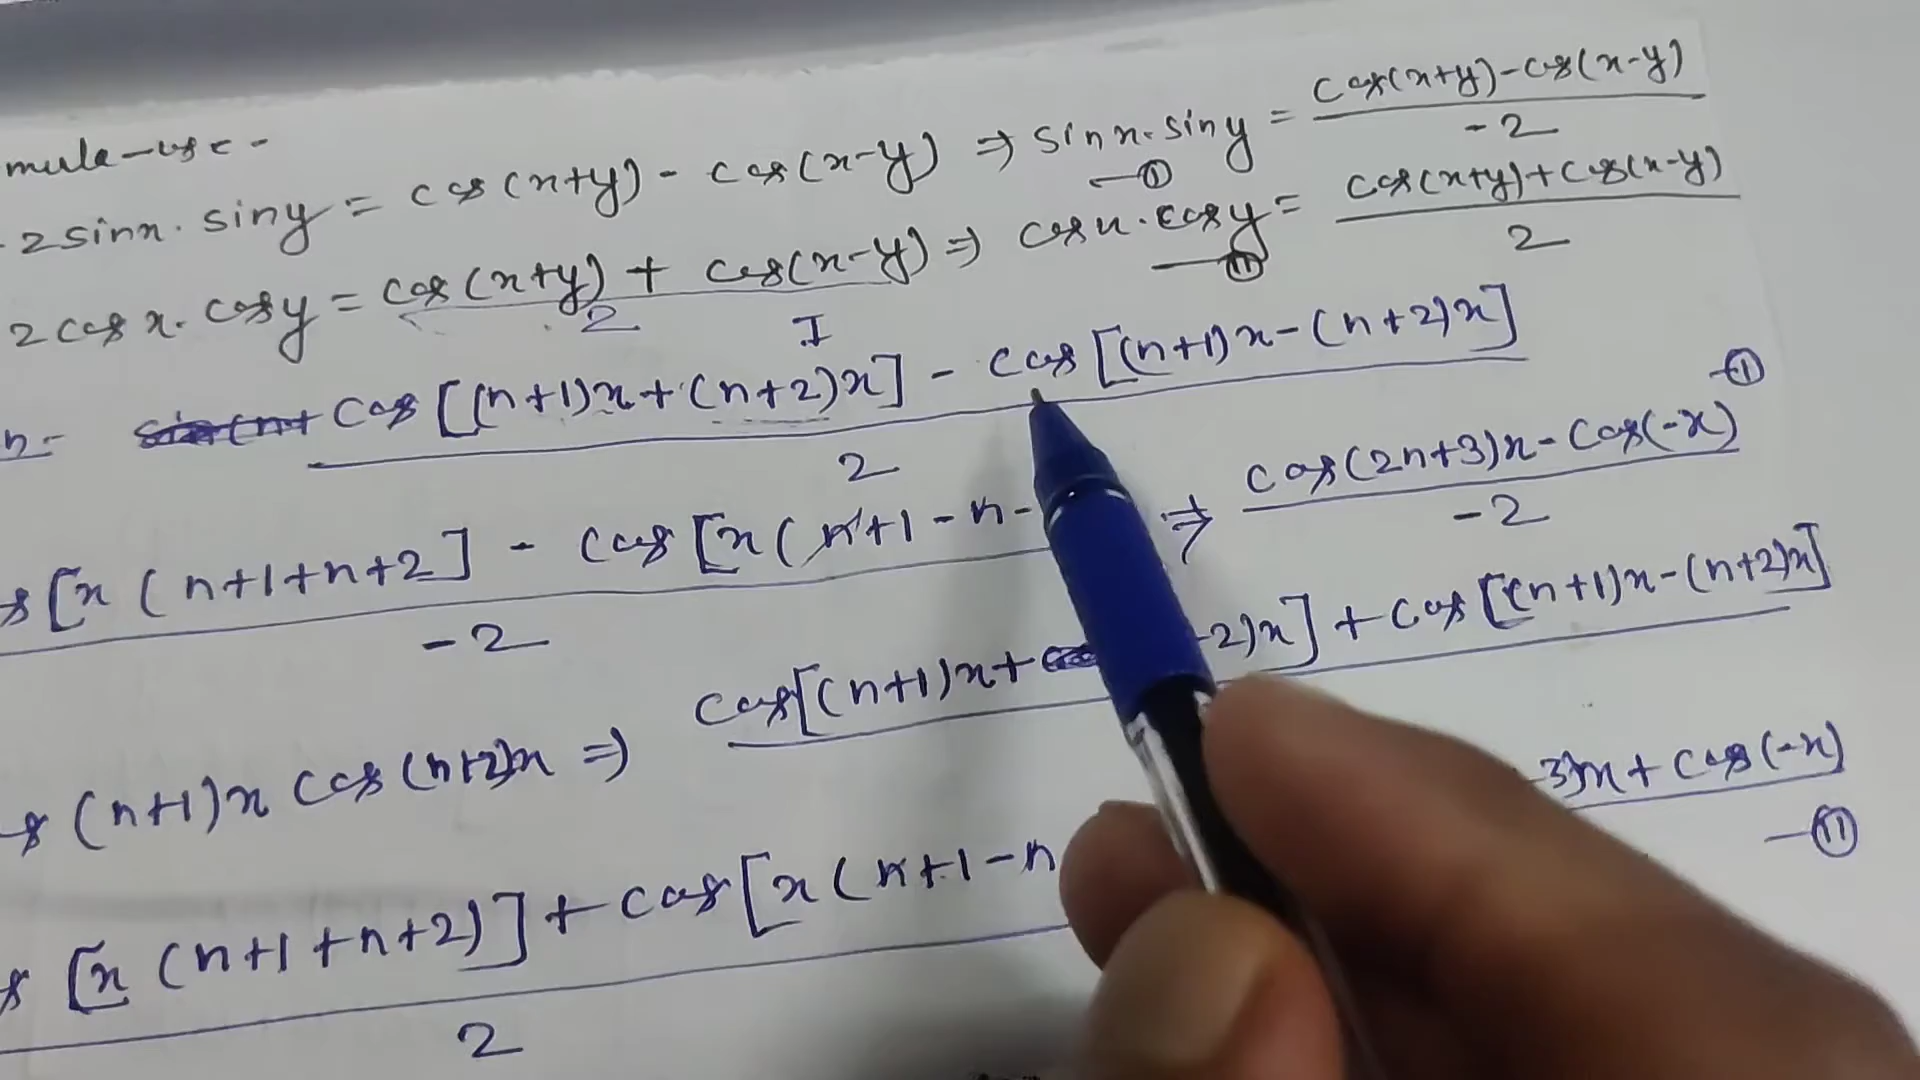 mula-use-
-2sinx.siny = cos(x+y) - cos(x-y) ⇒ sinx.siny = cos(x+y)-cos(x-y) / -2 —①
2cosx.cosy = cos(x+y) + cos(x-y) / 2 ⇒ cosx.cosy = cos(x+y)+cos(x-y) / 2 —⑪
I
cos[(n+1)x+(n+2)x] - cos[(n+1)x-(n+2)x] / 2 —①
s[x(n+1+n+2] - cos[x(n+1-n- / -2 ⇒ cos(2n+3)x-cos(-x) / -2
s(n+1)x cos(n+2)x ⇒ cos[(n+1)x+ 2)x]+cos[(n+1)x-(n+2)x]
s[x(n+1+n+2)]+cos[x(n+1-n / 2 3)x+cos(-x) —⑪